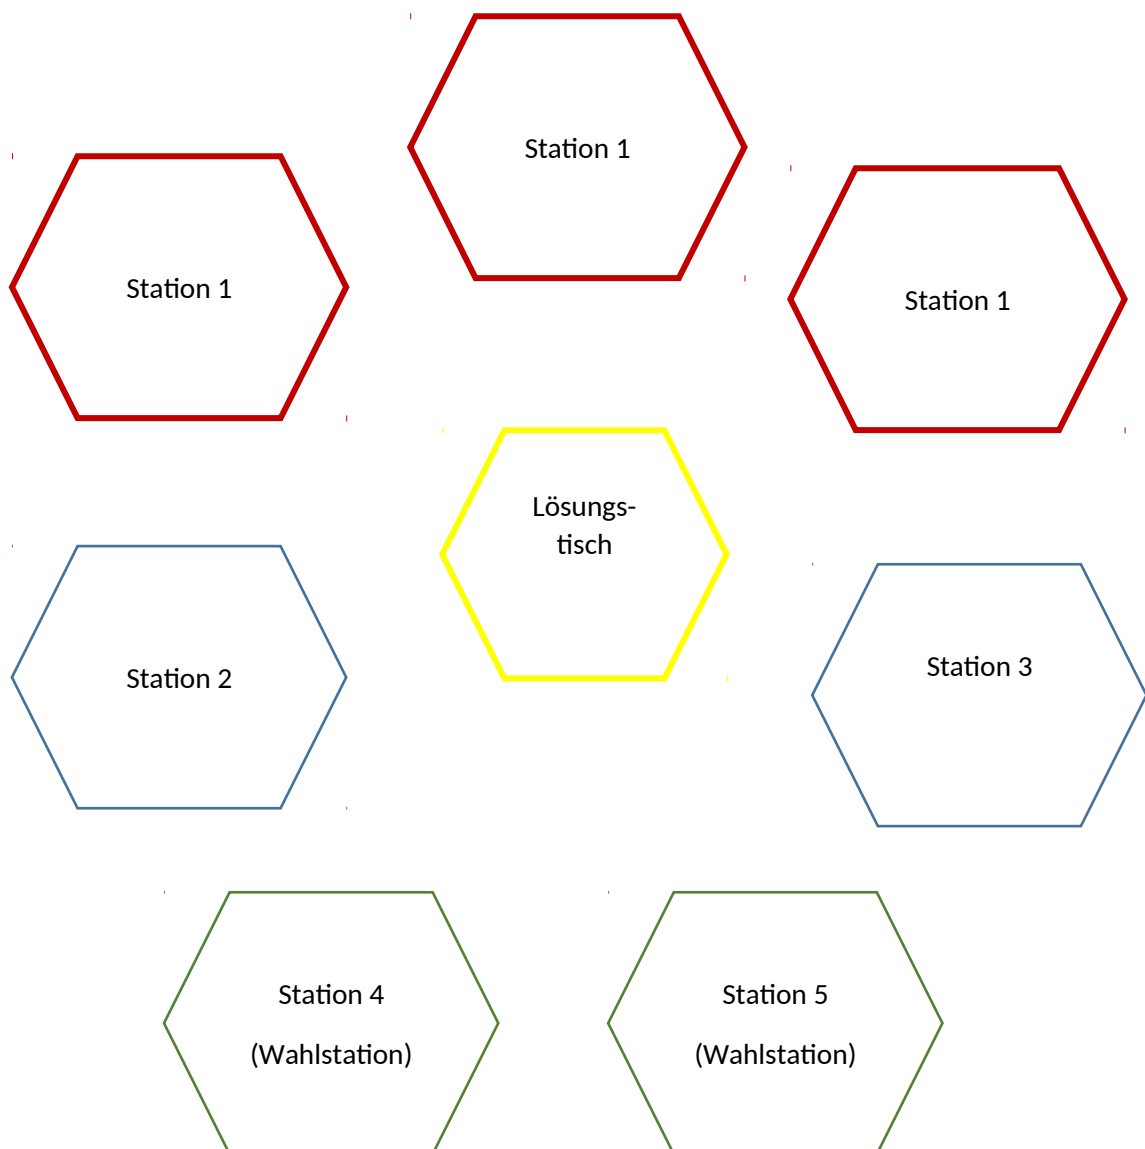 Station 1
Station 1
Station 1
Lösungs-
tisch
Station 2
Station 3
Station 4
(Wahlstation)
Station 5
(Wahlstation)